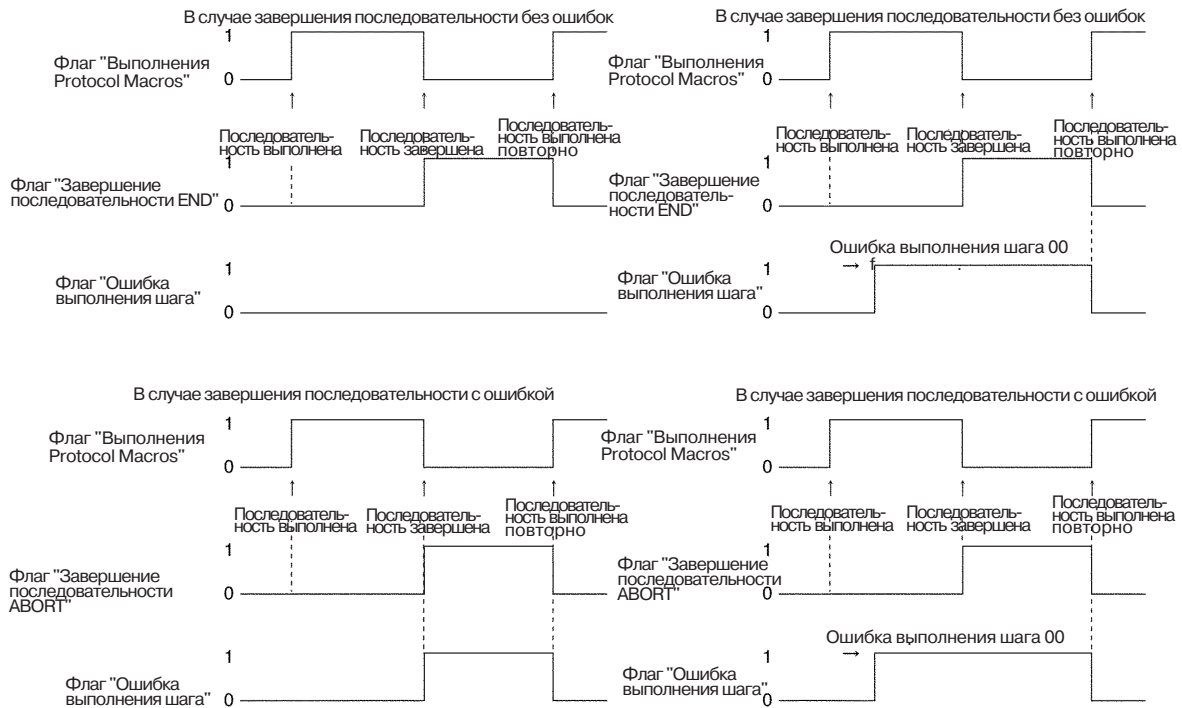 В случае завершения последовательности без ошибок
1
Флаг "Выполнения
Protocol Macros"
0
Последователь-
ность выполнена
Последователь-
ность завершена
Последователь-
ность выполнена
повторно
1
Флаг "Завершение
последовательности END"
0
1
Флаг "Ошибка
выполнения шага"
0
В случае завершения последовательности без ошибок
1
Флаг "Выполнения
Protocol Macros"
0
Последователь-
ность выполнена
Последователь-
ность завершена
Последователь-
ность выполнена
повторно
1
Флаг "Завершение
последователь-
ности END"
0
Ошибка выполнения шага 00
1
→ f
Флаг "Ошибка
выполнения шага"
0
В случае завершения последовательности с ошибкой
1
Флаг "Выполнения
Protocol Macros"
0
Последователь-
ность выполнена
Последователь-
ность завершена
Последователь-
ность выполнена
повторно
1
Флаг "Завершение
последовательности
ABORT"
0
1
Флаг "Ошибка
выполнения шага"
0
В случае завершения последовательности с ошибкой
1
Флаг "Выполнения
Protocol Macros"
0
Последователь-
ность выполнена
Последователь-
ность завершена
Последователь-
ность выполнена
повторно
1
Флаг "Завершение
последовательности
ABORT"
0
Ошибка выполнения шага 00
1
→
Флаг "Ошибка
выполнения шага"
0